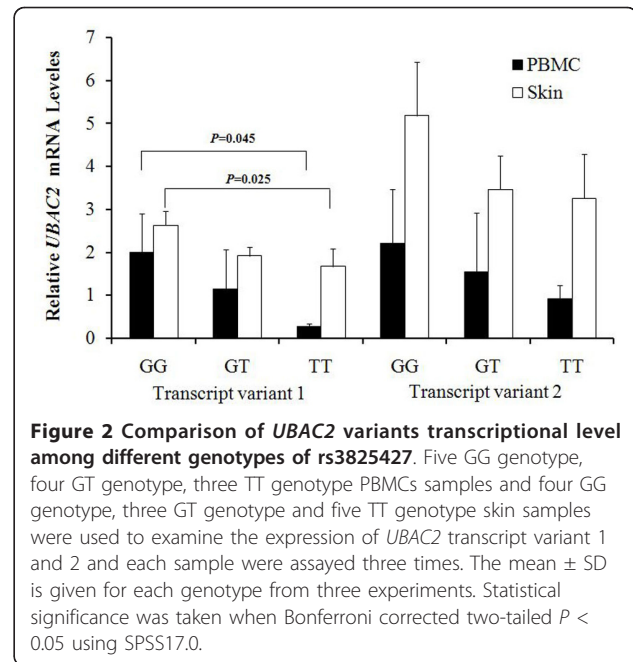 7
6
5
4
3
2
1
0
Relative UBAC2 mRNA Leveles
PBMC
Skin
P=0.045
P=0.025
GG GT TT GG GT TT
Transcript variant 1 Transcript variant 2
Figure 2 Comparison of UBAC2 variants transcriptional level
among different genotypes of rs3825427. Five GG genotype,
four GT genotype, three TT genotype PBMCs samples and four GG
genotype, three GT genotype and five TT genotype skin samples
were used to examine the expression of UBAC2 transcript variant 1
and 2 and each sample were assayed three times. The mean ± SD
is given for each genotype from three experiments. Statistical
significance was taken when Bonferroni corrected two-tailed P <
0.05 using SPSS17.0.